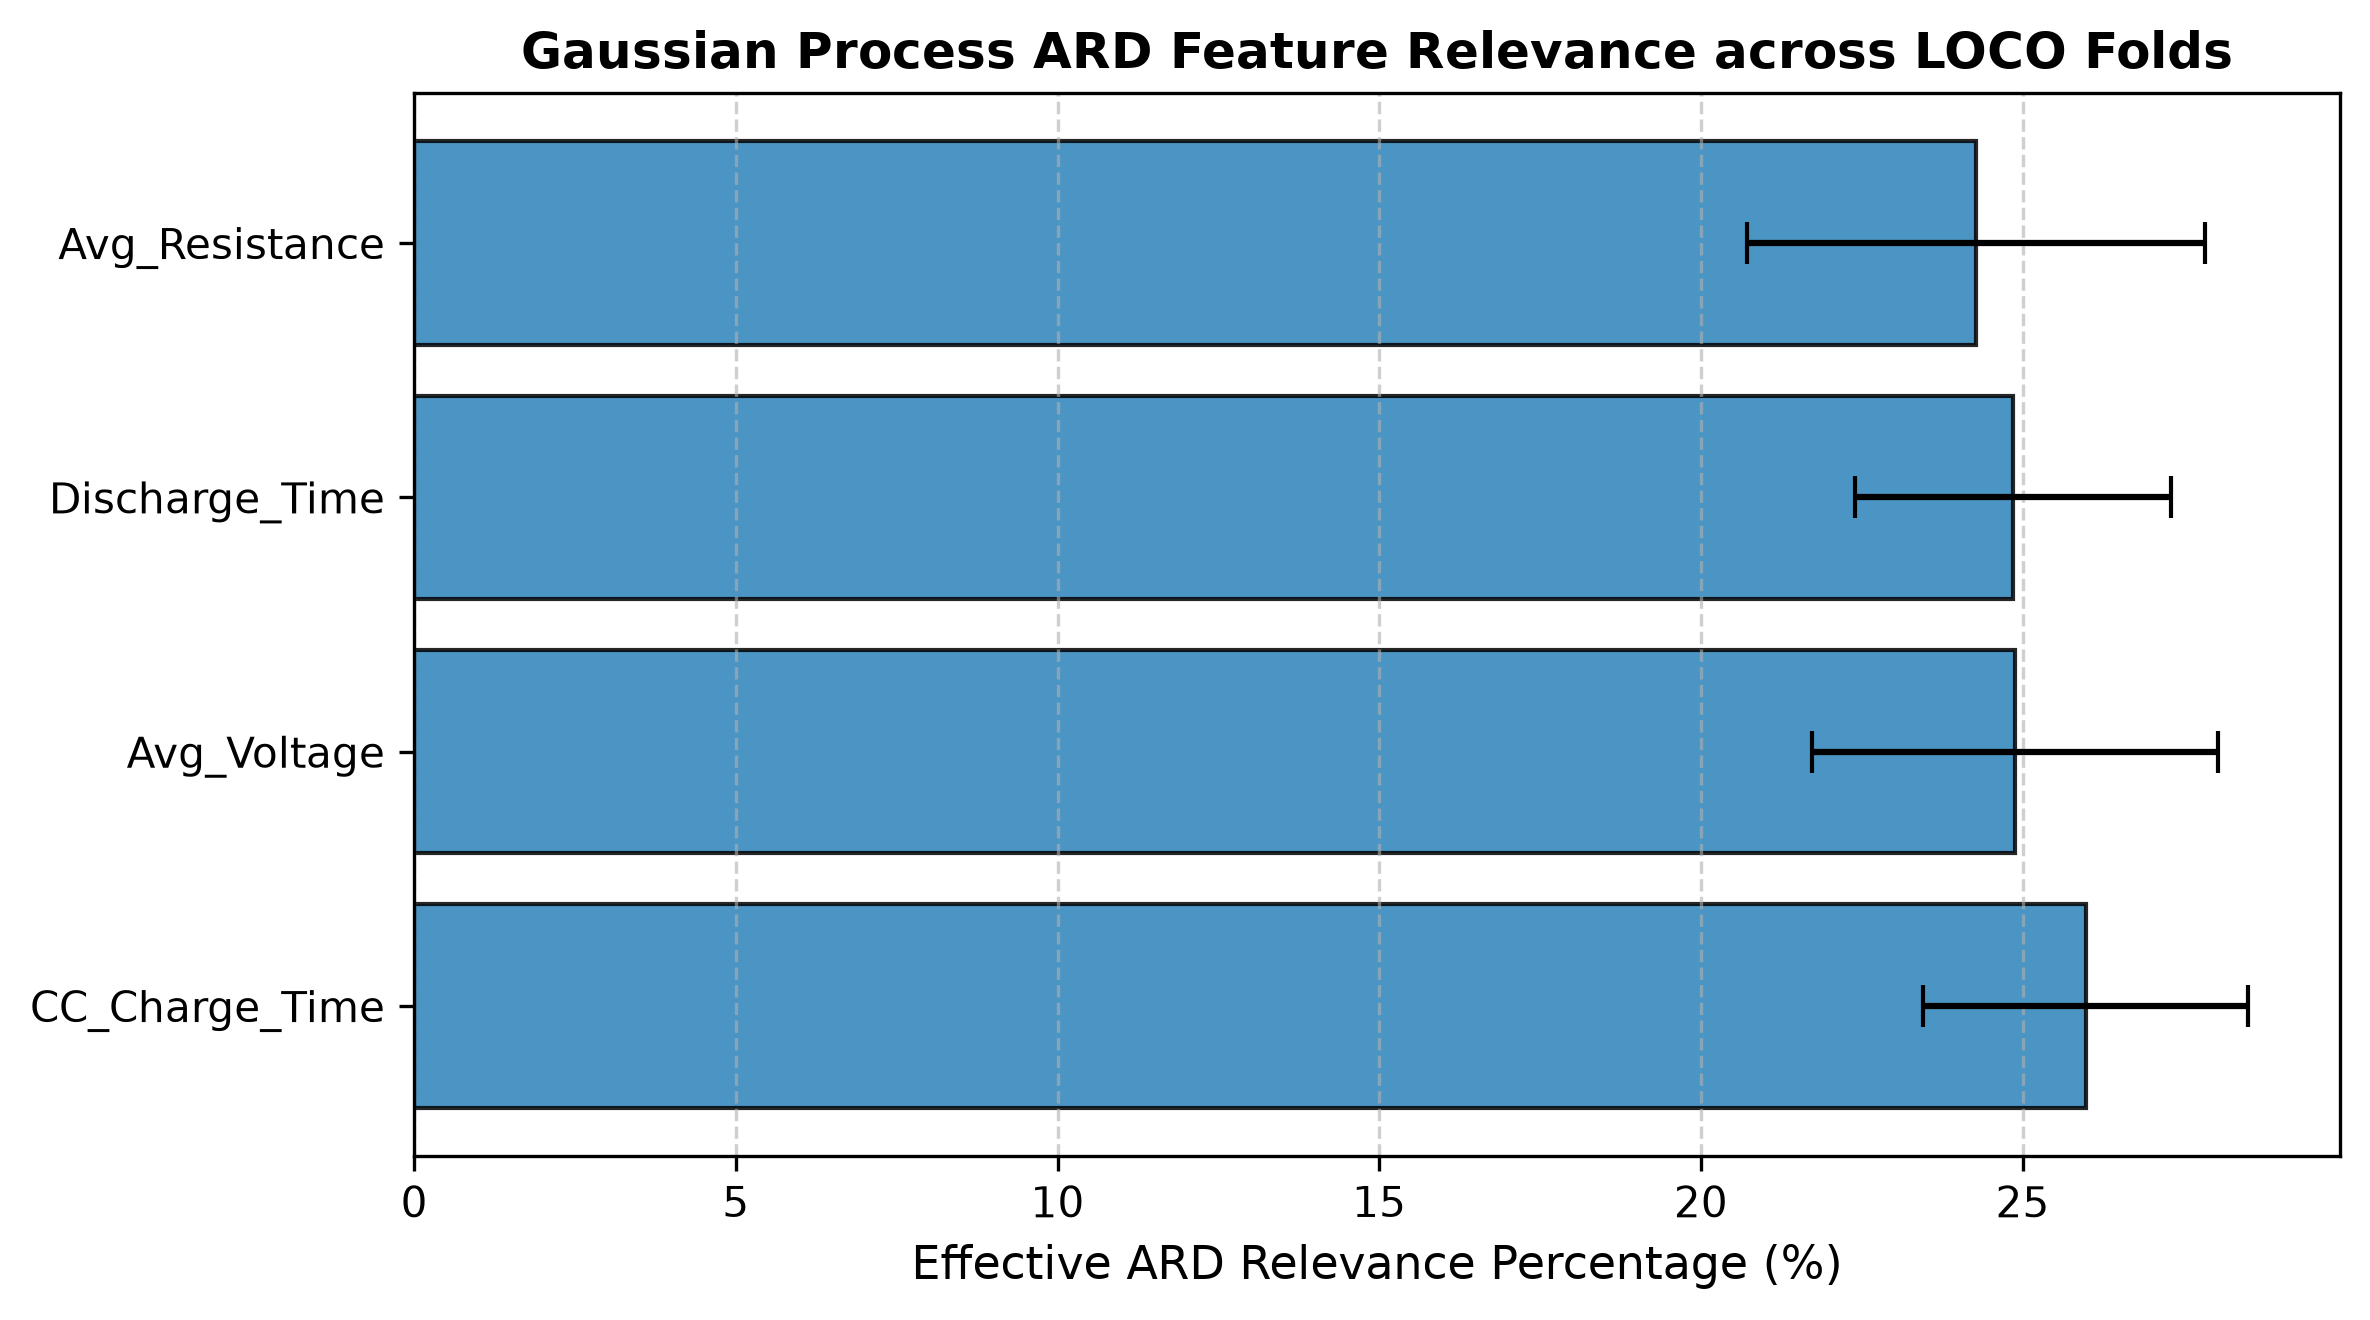 Gaussian Process ARD Feature Relevance across LOCO Folds
Avg_Resistance
Discharge_Time
Avg_Voltage
CC_Charge_Time
0 5 10 15 20 25
Effective ARD Relevance Percentage (%)